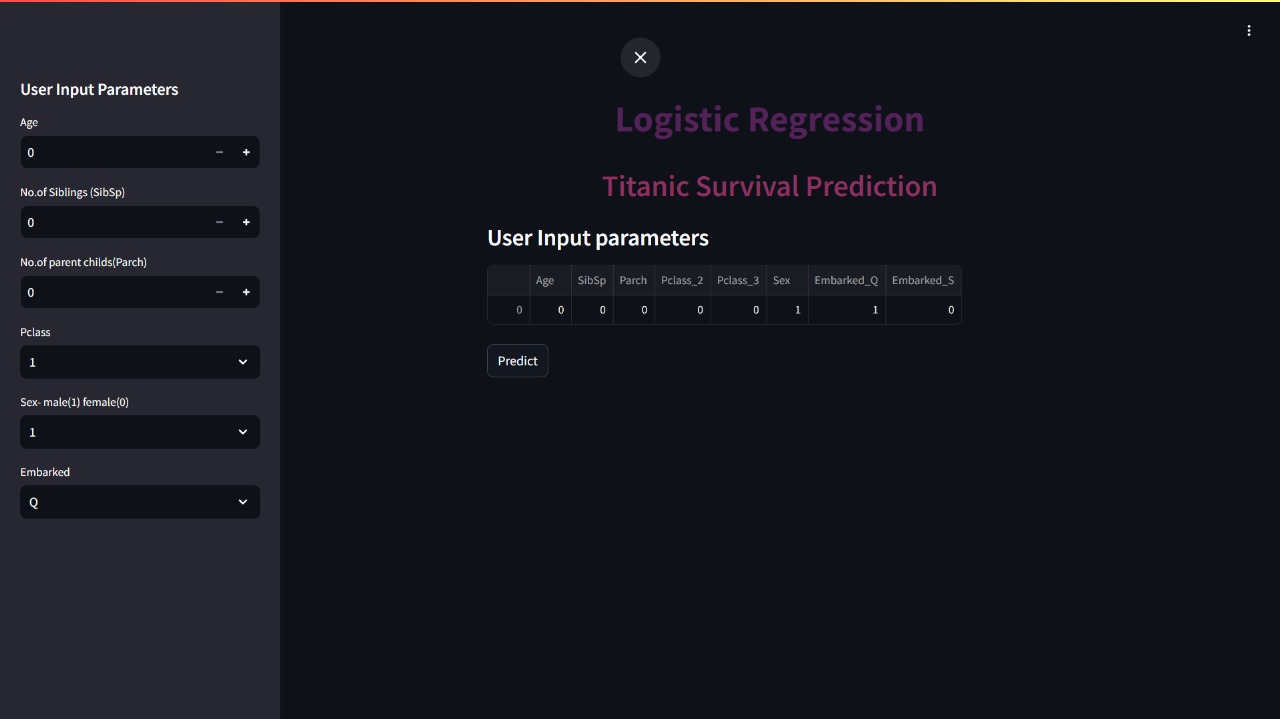 User Input Parameters
Age
0
No.of Siblings (SibSp)
0
No.of parent childs(Parch)
0
Pclass
1
Sex- male(1) female(0)
1
Embarked
Q
Logistic Regression
Titanic Survival Prediction
User Input parameters
Age SibSp Parch Pclass_2 Pclass_3 Sex Embarked_Q Embarked_S
0 0 0 0 0 0 1 1 0
Predict